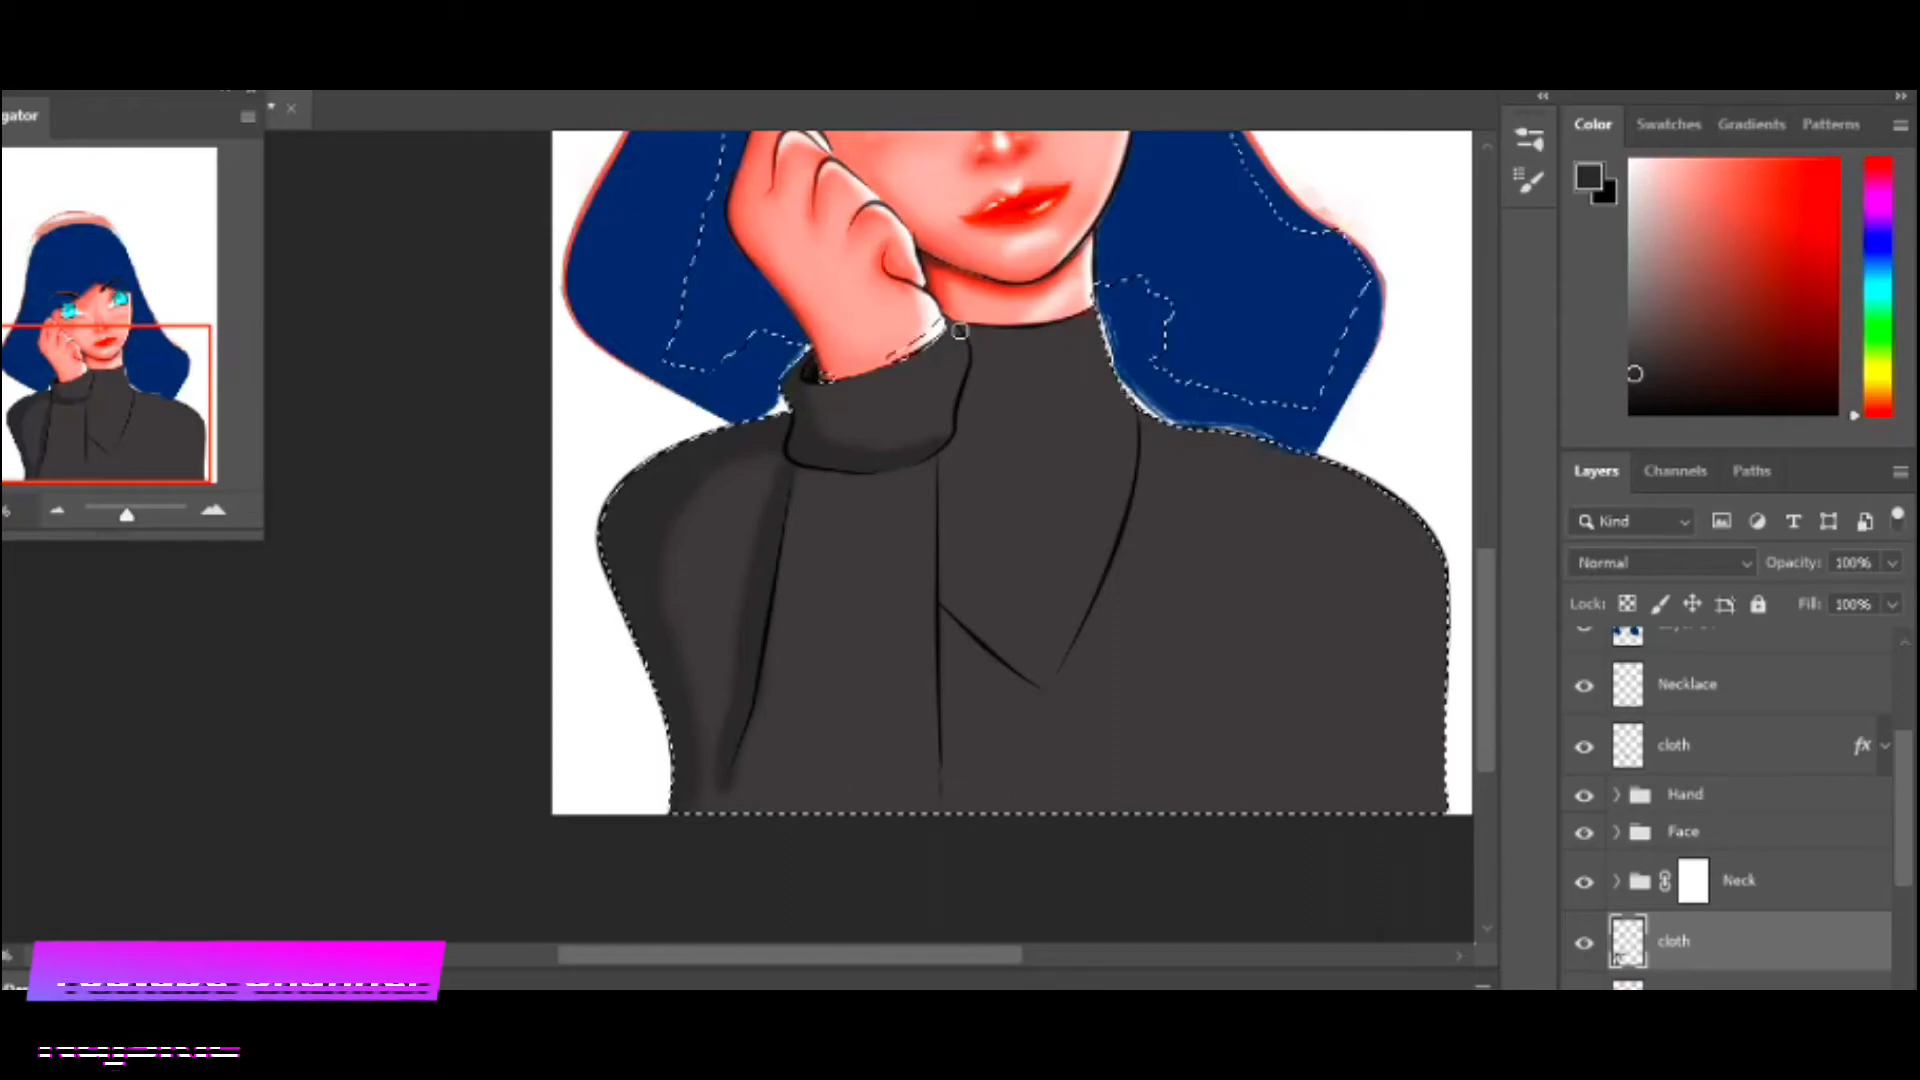 gator
Color Swatches Gradients Patterns
Layers Channels Paths
Kind
Normal Opacity: 100%
Lock: Fill: 100%
Necklace
cloth fx
Hand
Face
Neck
cloth